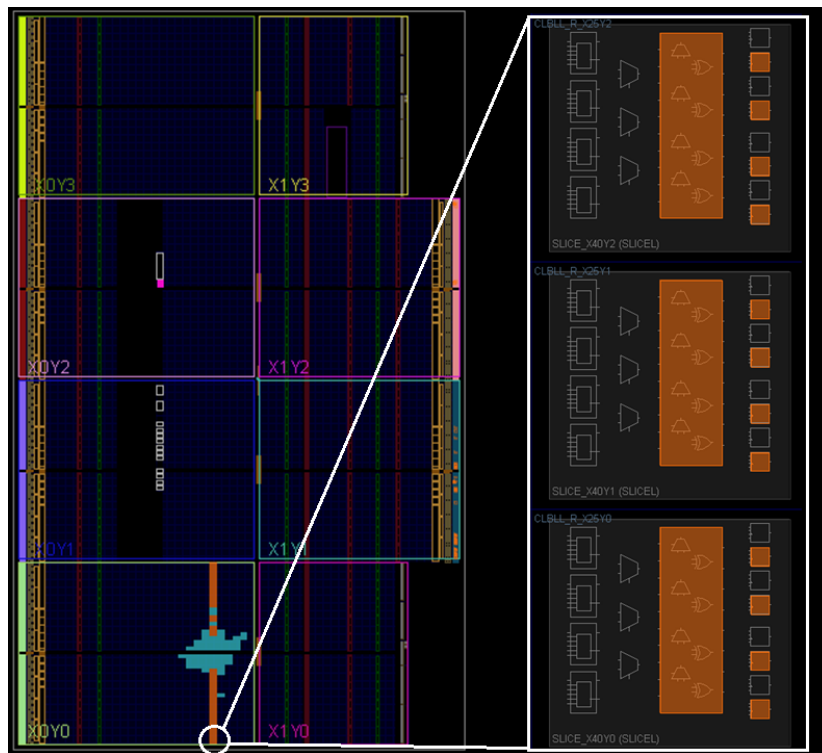 X0Y3
X1Y3
X0Y2
X1Y2
X0Y1
X1Y1
X0Y0
X1Y0
CLBLL_R_X25Y2
SLICE_X40Y2 (SLICEL)
CLBLL_R_X25Y1
SLICE_X40Y1 (SLICEL)
CLBLL_R_X25Y0
SLICE_X40Y0 (SLICEL)